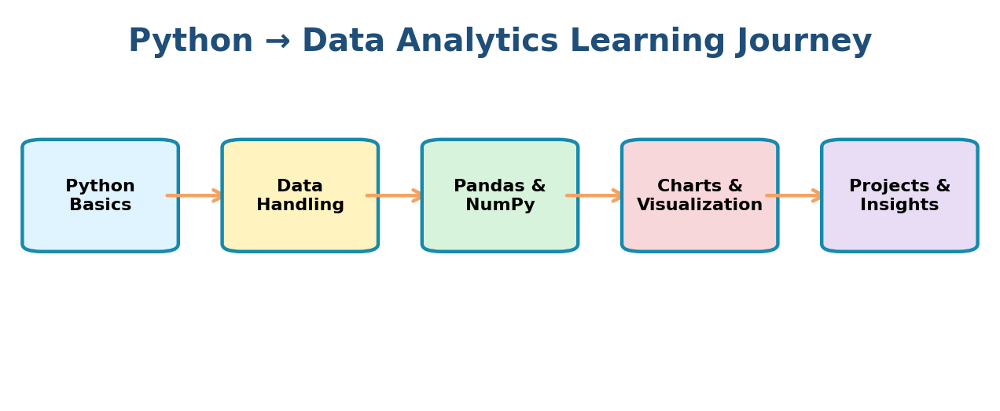 Python → Data Analytics Learning Journey
Python
Basics
Data
Handling
Pandas &
NumPy
Charts &
Visualization
Projects &
Insights